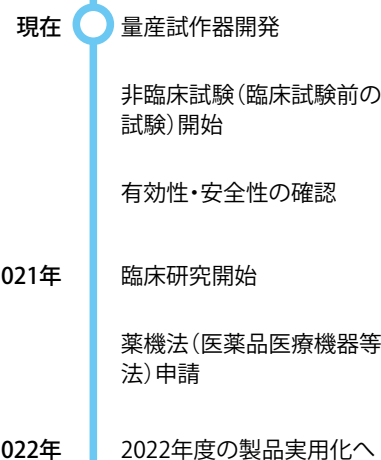 現在 量産試作器開発
非臨床試験(臨床試験前の
試験)開始
有効性・安全性の確認
021年 臨床研究開始
薬機法(医薬品医療機器等
法)申請
022年 2022年度の製品実用化へ